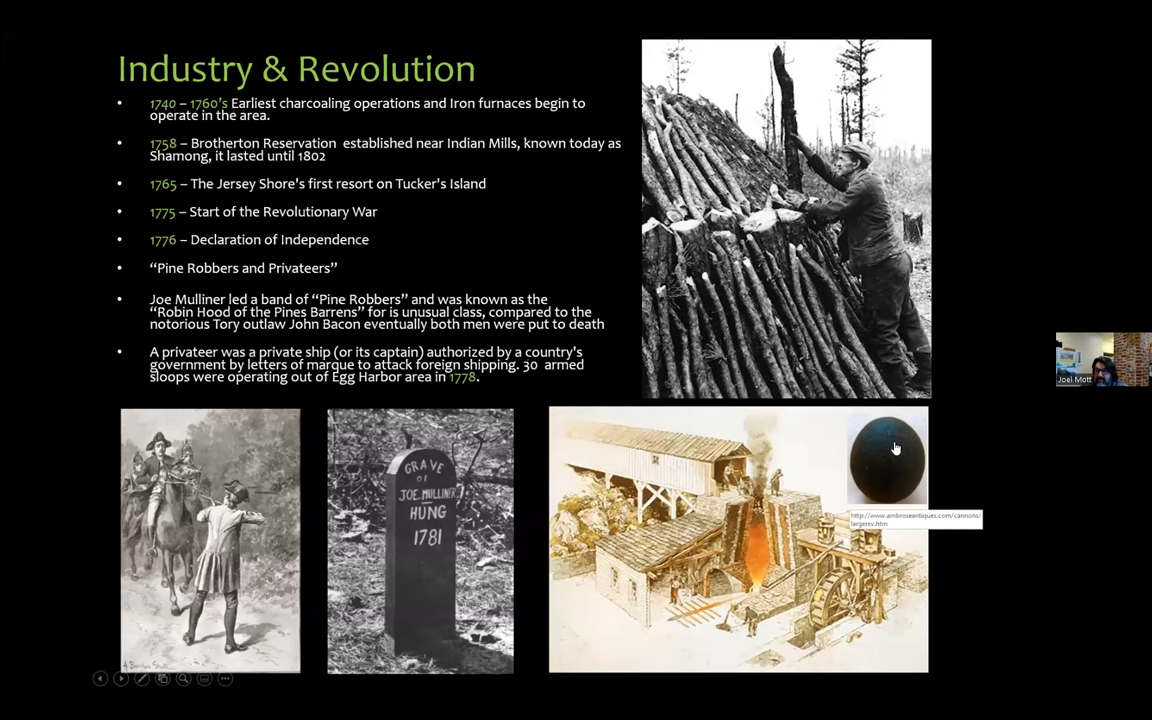 Industry & Revolution
• 1740 – 1760's Earliest charcoaling operations and Iron furnaces begin to
operate in the area.
• 1758 – Brotherton Reservation established near Indian Mills, known today as
Shamong, it lasted until 1802
• 1765 – The Jersey Shore's first resort on Tucker's Island
• 1775 – Start of the Revolutionary War
• 1776 – Declaration of Independence
• “Pine Robbers and Privateers”
• Joe Mulliner led a band of “Pine Robbers” and was known as the
“Robin Hood of the Pines Barrens” for is unusual class, compared to the
notorious Tory outlaw John Bacon eventually both men were put to death
• A privateer was a private ship (or its captain) authorized by a country's
government by letters of marque to attack foreign shipping. 30 armed
sloops were operating out of Egg Harbor area in 1778.
GRAVE
of
JOE MULLINER
HUNG
1781
http://www.ambroseantiques.com/cannons/
largerev.htm
Joel Mott